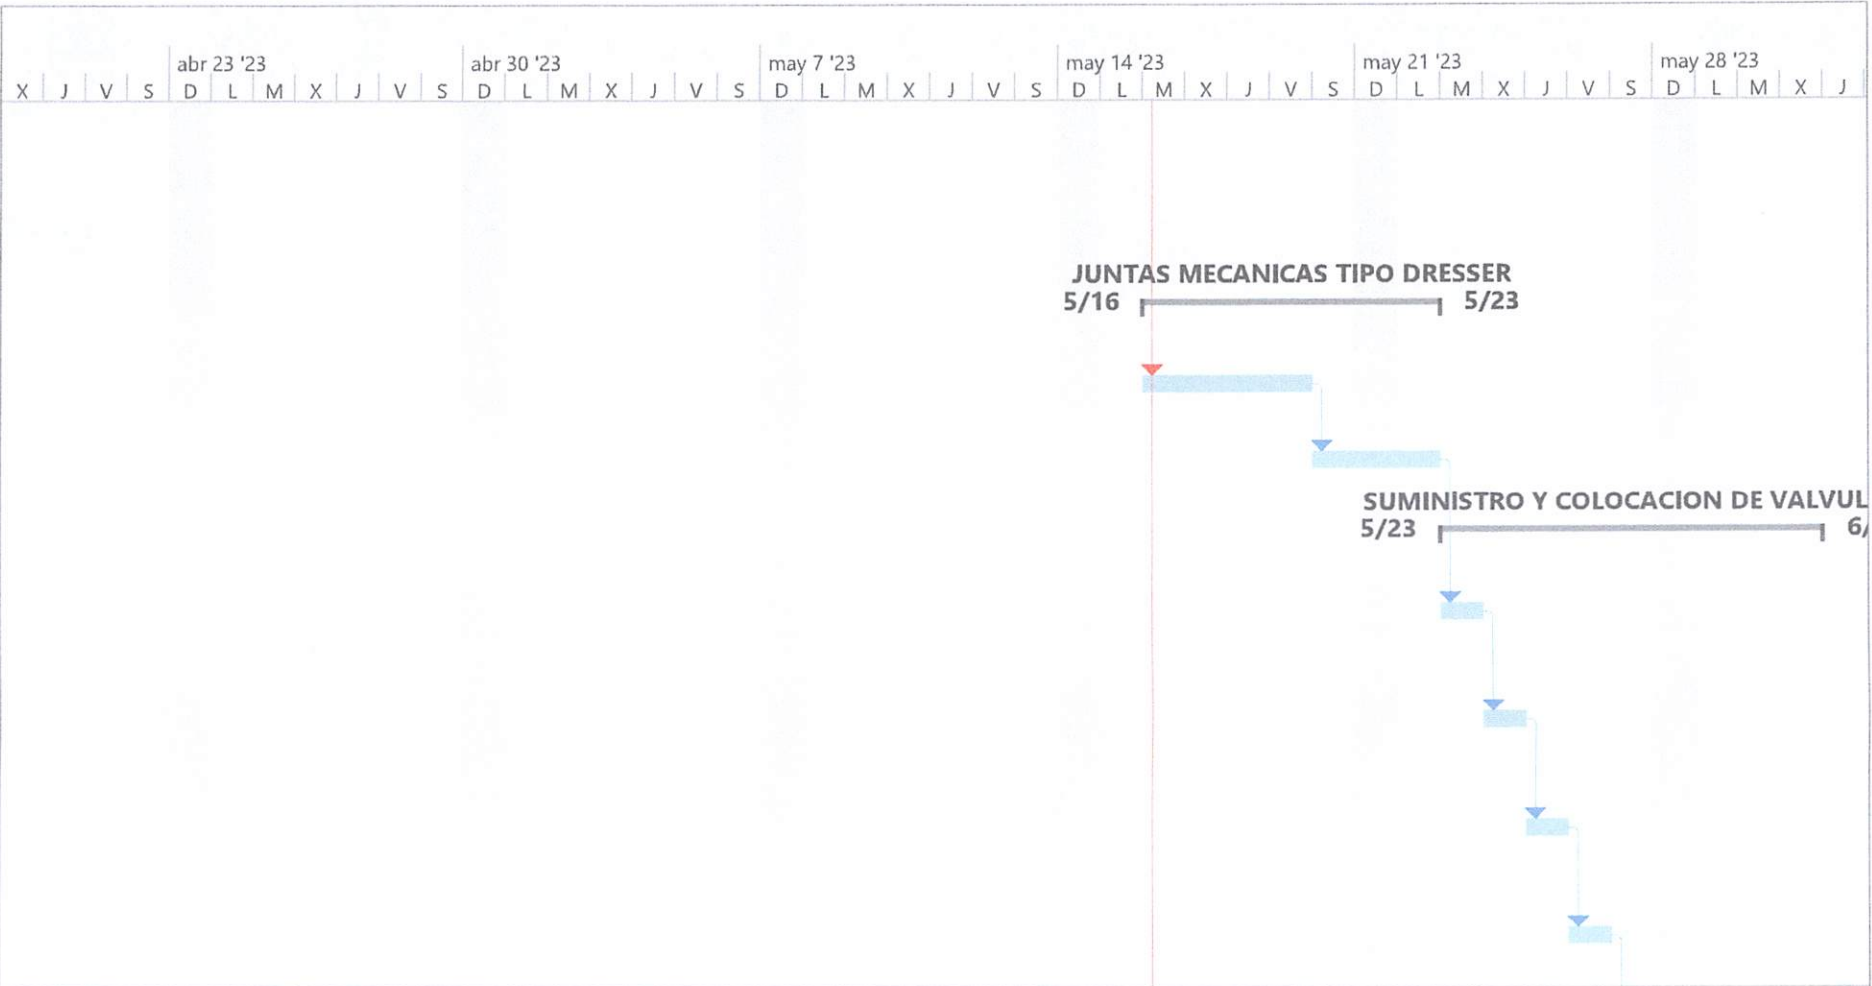 abr 23 '23 abr 30 '23 may 7 '23 may 14 '23 may 21 '23 may 28 '23
X J V S D L M X J V S D L M X J V S D L M X J V S D L M X J V S D L M X J V S D L M X J
JUNTAS MECANICAS TIPO DRESSER
5/16 5/23
SUMINISTRO Y COLOCACION DE VALVUL
5/23 6/